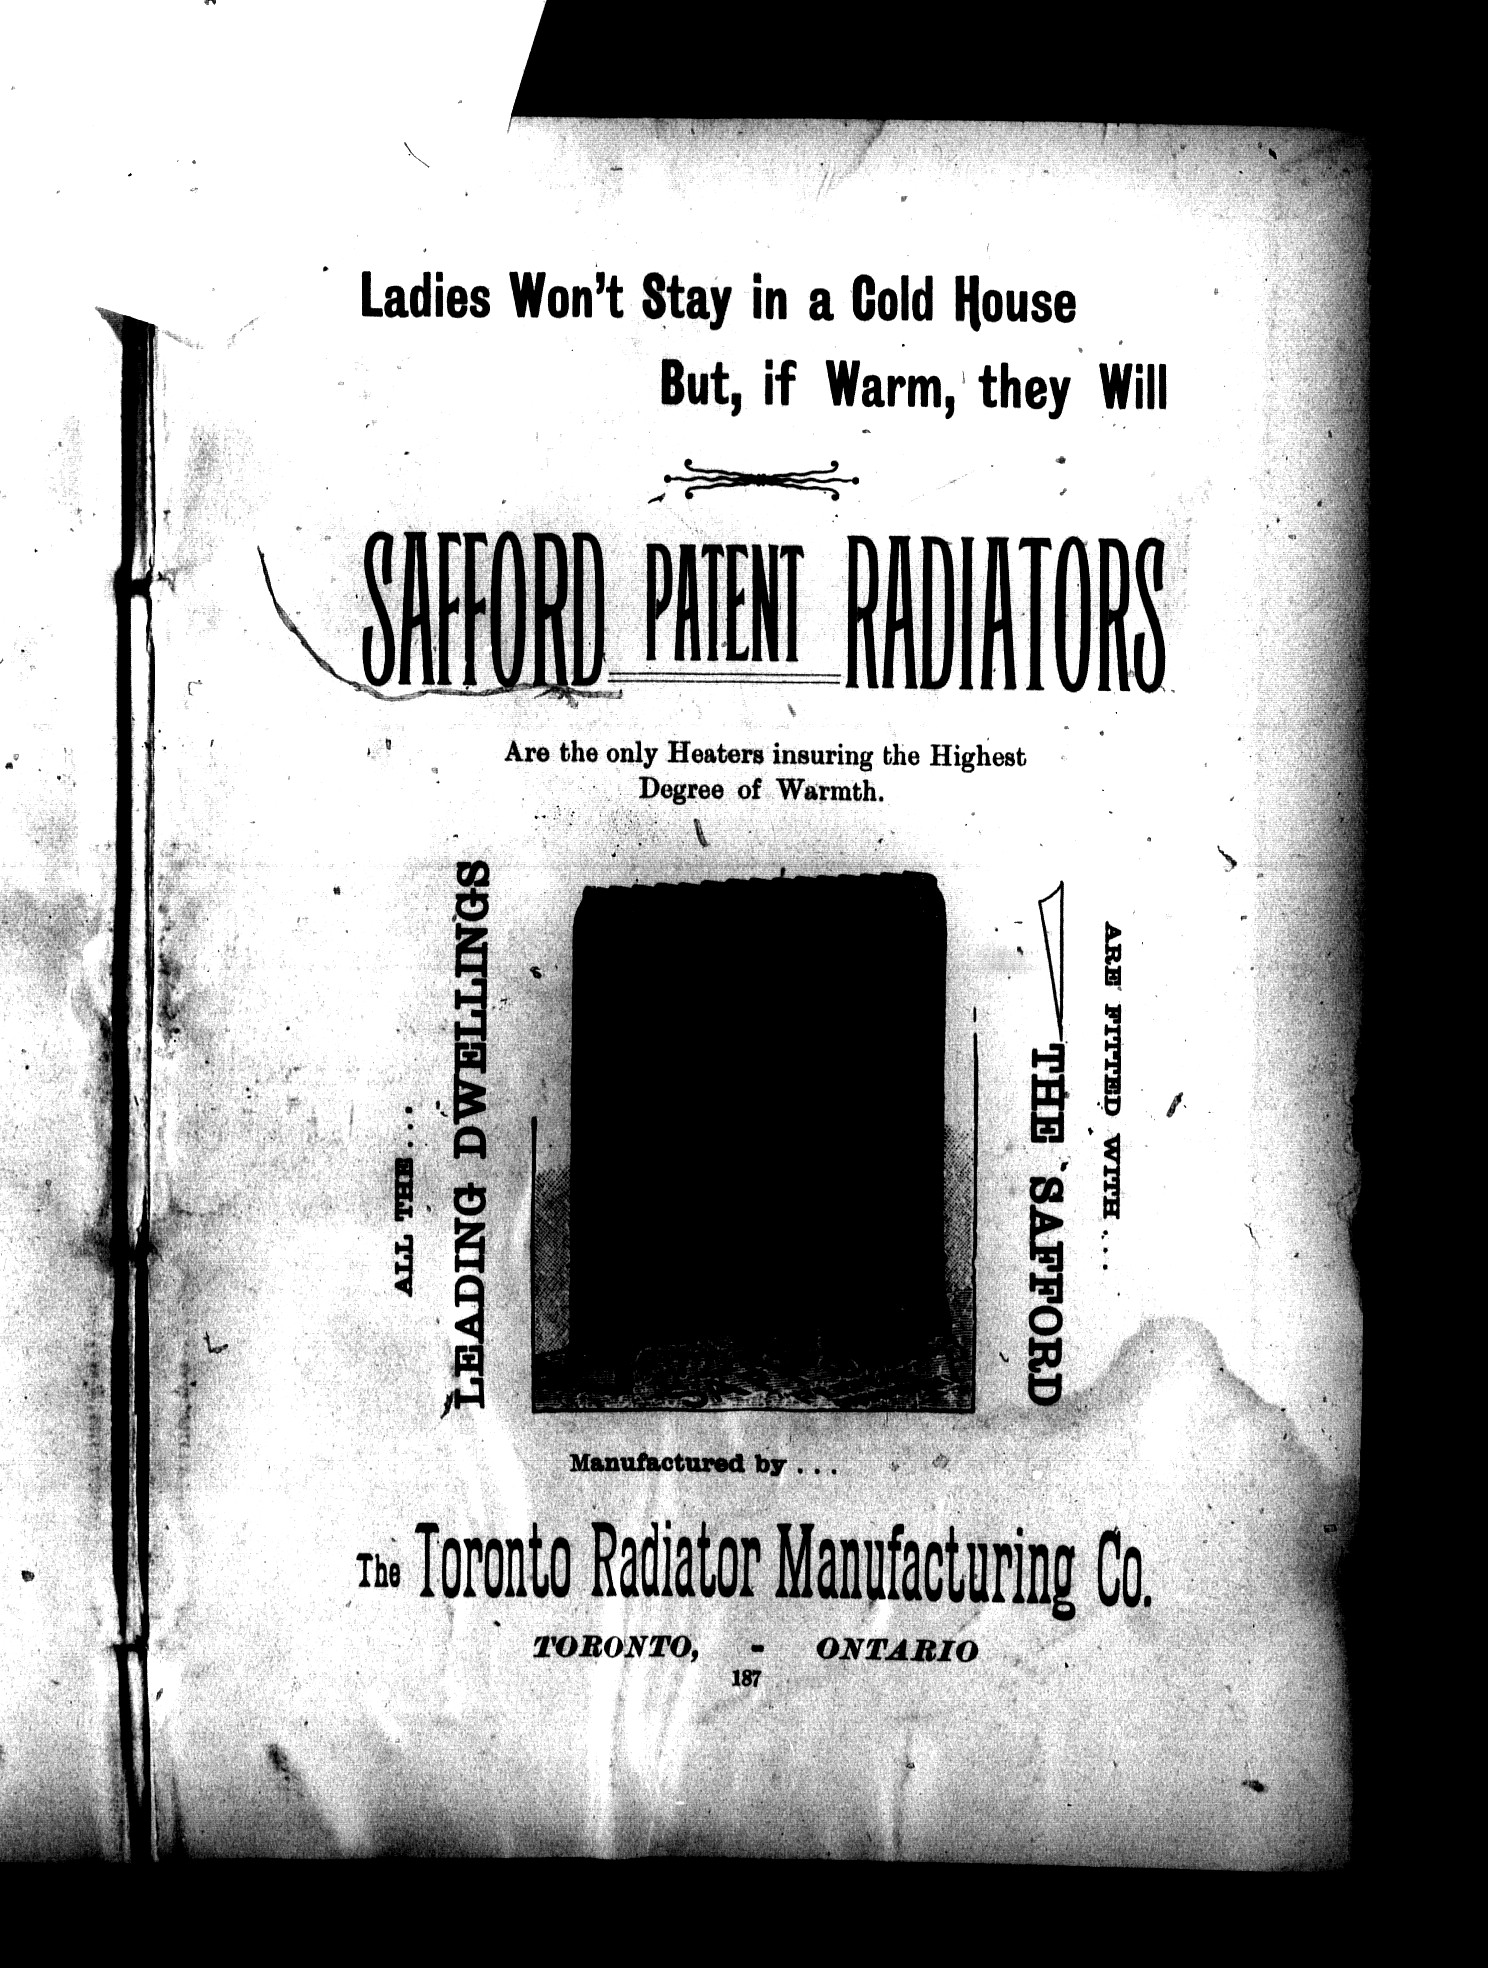 Ladies Won't Stay in a Cold House
But, if Warm, they Will
SAFFORD PATENT RADIATORS
Are the only Heaters insuring the Highest
Degree of Warmth.
ALL THE...
LEADING DWELLINGS
ARE FITTED WITH...
THE SAFFORD
Manufactured by...
The Toronto Radiator Manufacturing Co.
TORONTO, - ONTARIO
187